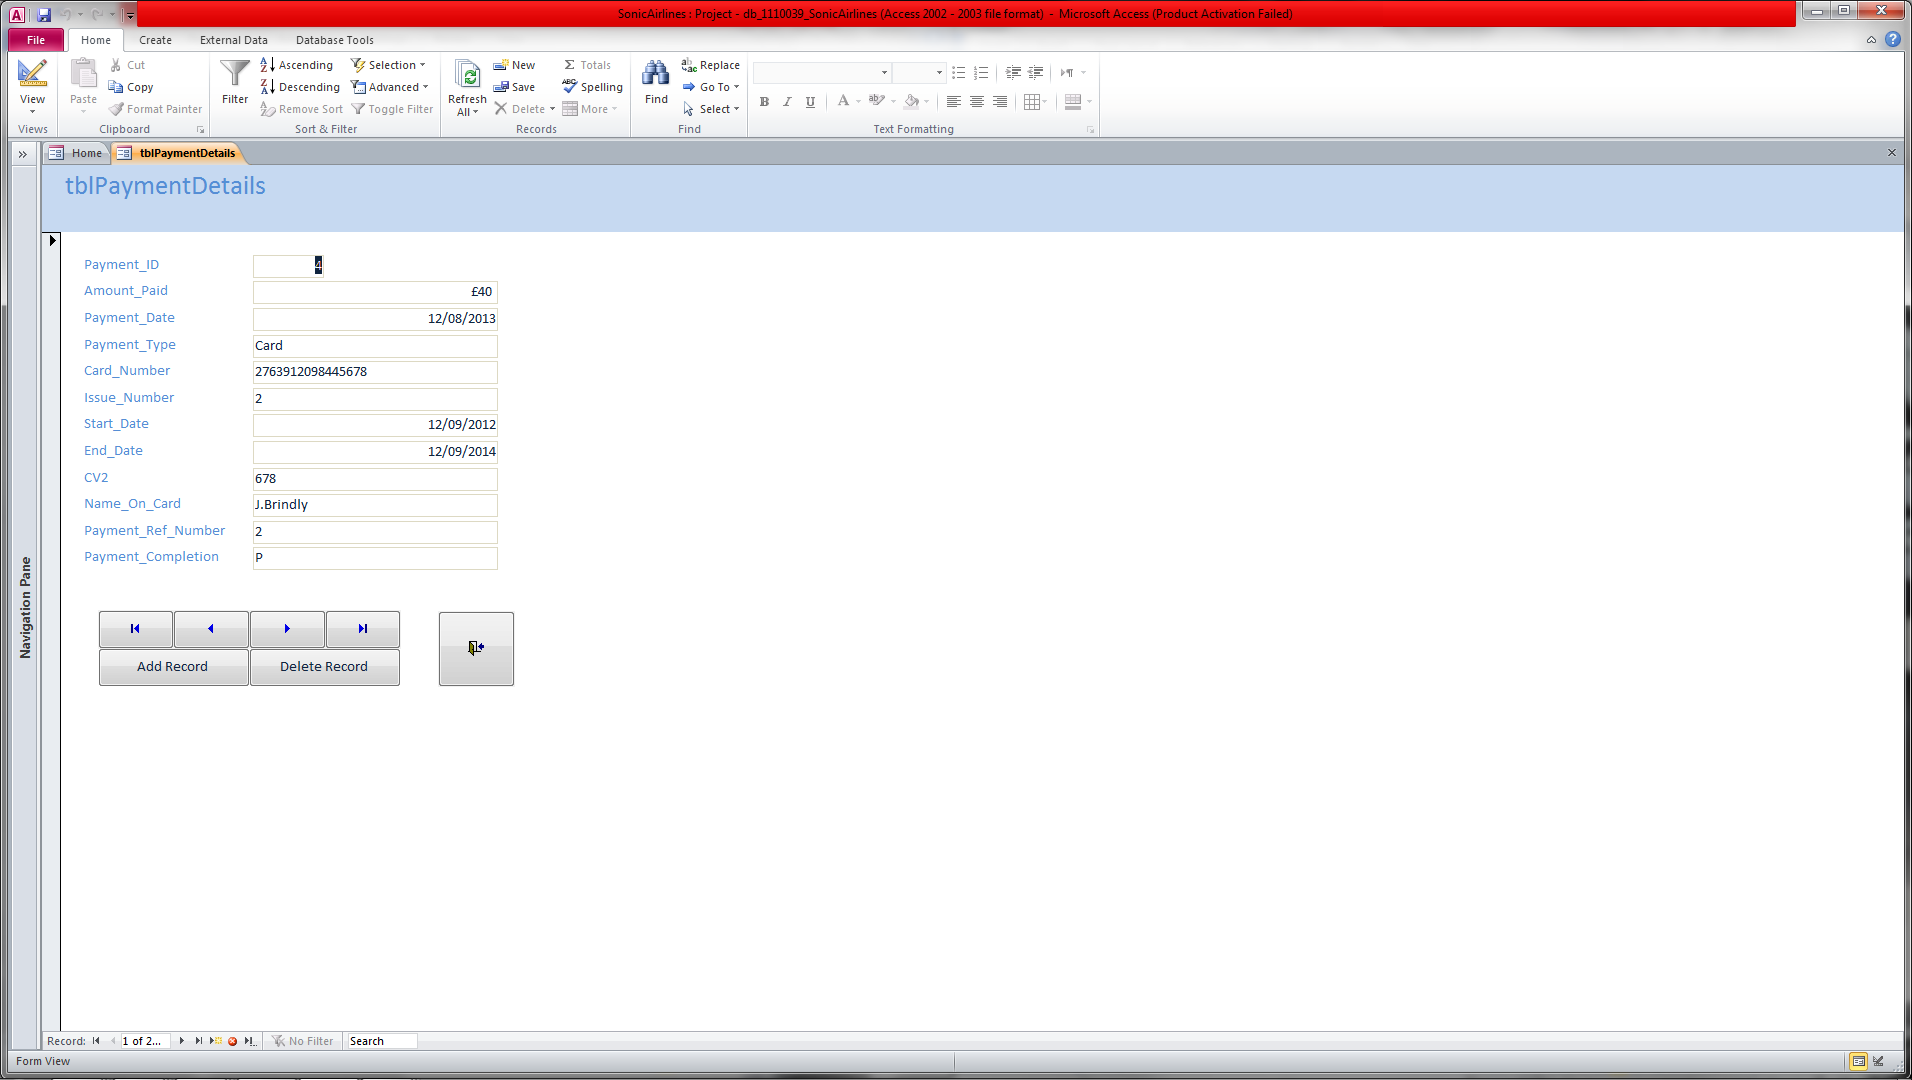 SonicAirlines : Project - db_1110039_SonicAirlines (Access 2002 - 2003 file format) - Microsoft Access (Product Activation Failed)
File Home Create External Data Database Tools
View
Views
Paste
Cut
Copy
Format Painter
Clipboard
Filter
Ascending
Descending
Remove Sort
Selection
Advanced
Toggle Filter
Sort & Filter
Refresh All
New
Save
Delete
Totals
Spelling
More
Records
Find
Replace
Go To
Select
Find
B I U A
Text Formatting
Home tblPaymentDetails
tblPaymentDetails
Navigation Pane
Payment_ID 4
Amount_Paid £40
Payment_Date 12/08/2013
Payment_Type Card
Card_Number 2763912098445678
Issue_Number 2
Start_Date 12/09/2012
End_Date 12/09/2014
CV2 678
Name_On_Card J.Brindly
Payment_Ref_Number 2
Payment_Completion P
Add Record Delete Record
Record: 1 of 2... No Filter Search
Form View